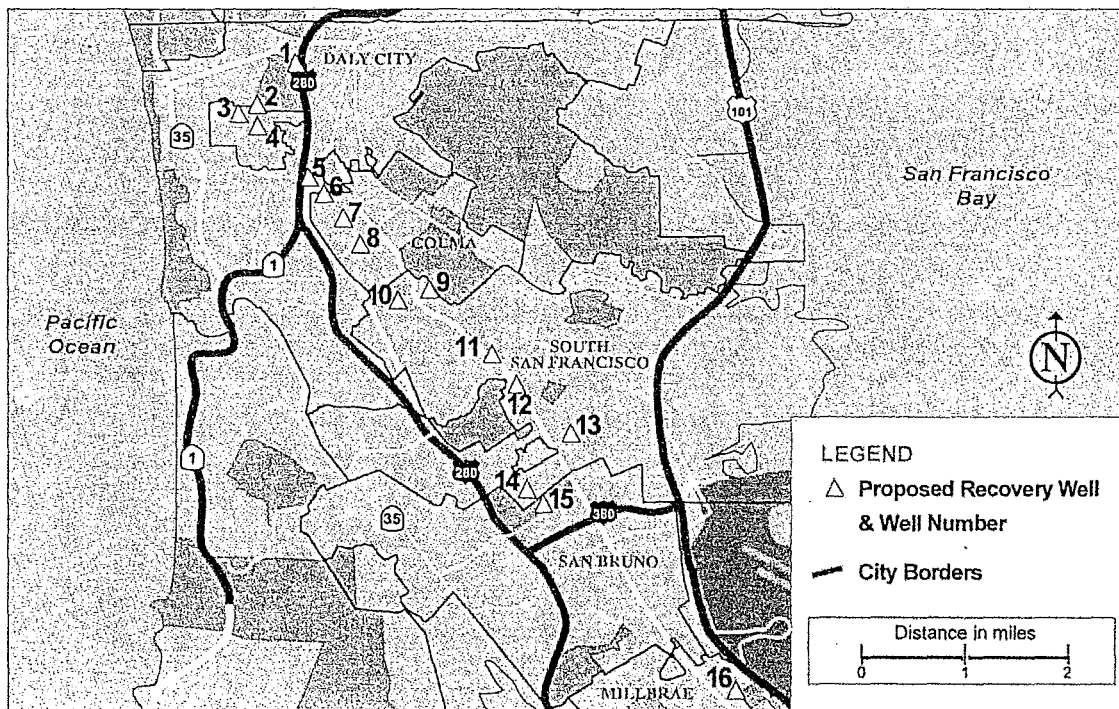 1
DALY CITY
280
101
2
3
35
4
San Francisco
Bay
5
6
7
8
COLMA
1
9
10
Pacific
Ocean
N
11
SOUTH
SAN FRANCISCO
12
13
1
280
14
15
35
380
SAN BRUNO
MILLBRAE
16
LEGEND
Proposed Recovery Well
& Well Number
City Borders
Distance in miles
0 1 2